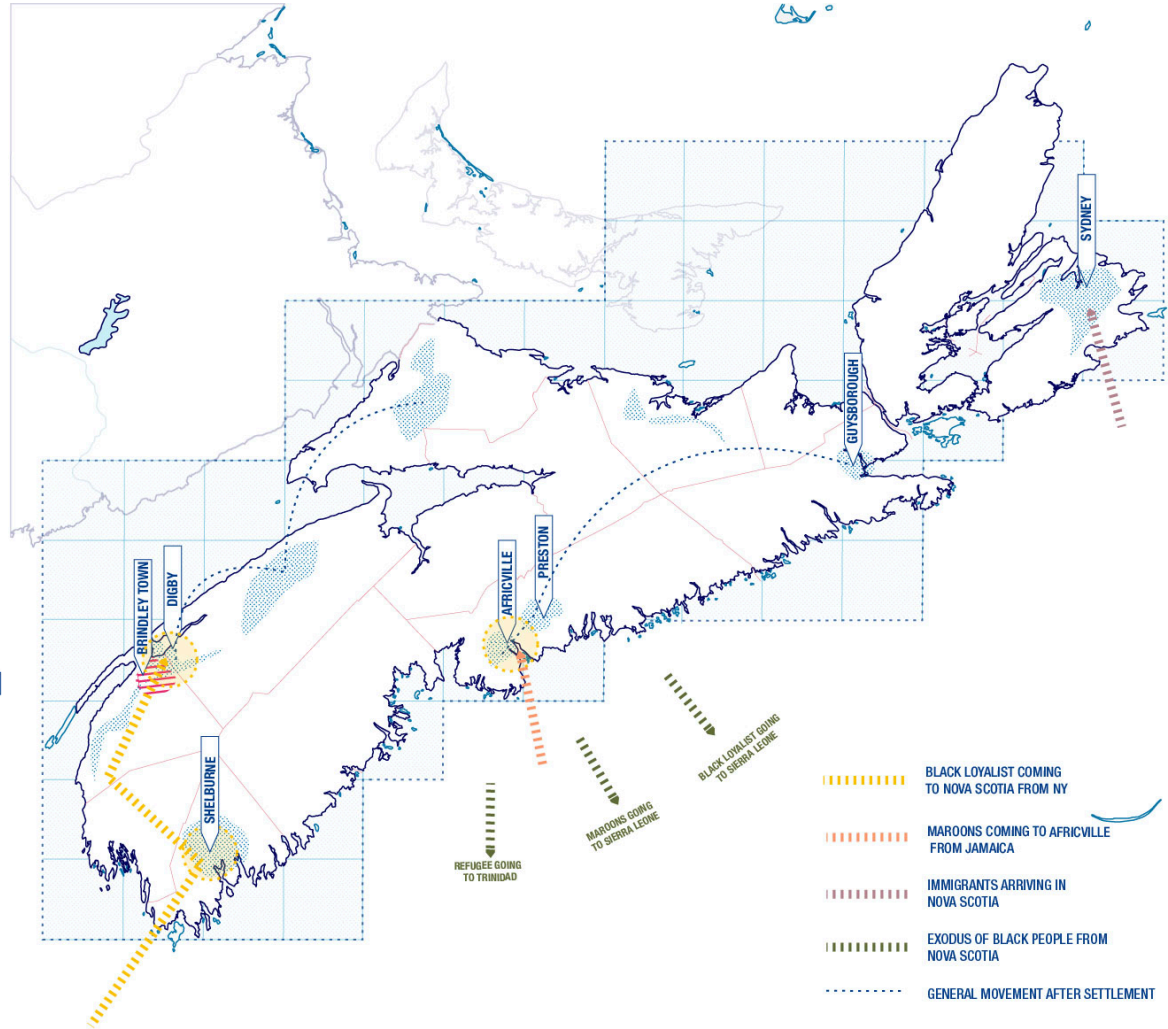 SYDNEY
GUYSBOROUGH
PRESTON
AFRICVILLE
DIGBY
BRINDLEY TOWN
SHELBURNE
BLACK LOYALIST GOING
TO SIERRA LEONE
MAROONS GOING
TO SIERRA LEONE
REFUGEE GOING
TO TRINIDAD
BLACK LOYALIST COMING
TO NOVA SCOTIA FROM NY
MAROONS COMING TO AFRICVILLE
FROM JAMAICA
IMMIGRANTS ARRIVING IN
NOVA SCOTIA
EXODUS OF BLACK PEOPLE FROM
NOVA SCOTIA
GENERAL MOVEMENT AFTER SETTLEMENT